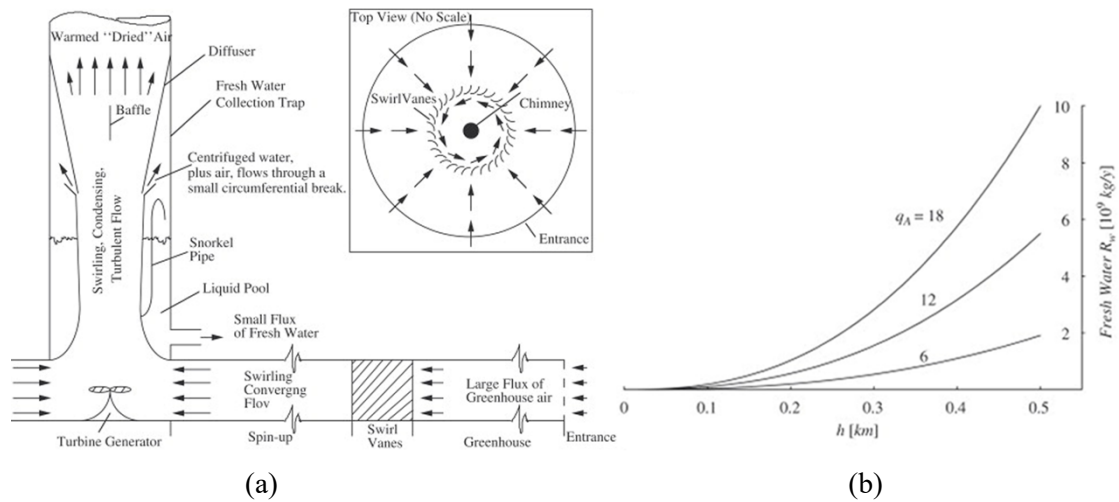 Warmed "Dried" Air
Diffuser
Fresh Water
Collection Trap
Baffle
Centrifuged water,
plus air, flows through a
small circumferential break.
Swirling, Condensing,
Turbulent Flow
Snorkel
Pipe
Liquid Pool
Small Flux
of Fresh Water
Swirling
Convergng
Flov
Large Flux of
Greenhouse air
Turbine Generator
Spin-up
Swirl
Vanes
Greenhouse
Entrance
Top View (No Scale)
SwirlVanes
Chimney
Entrance
(a)
q_A = 18
12
6
10
8
6
4
2
Fresh Water R_w [10^9 kg/y]
0
0.1
0.2
0.3
0.4
0.5
h [km]
(b)